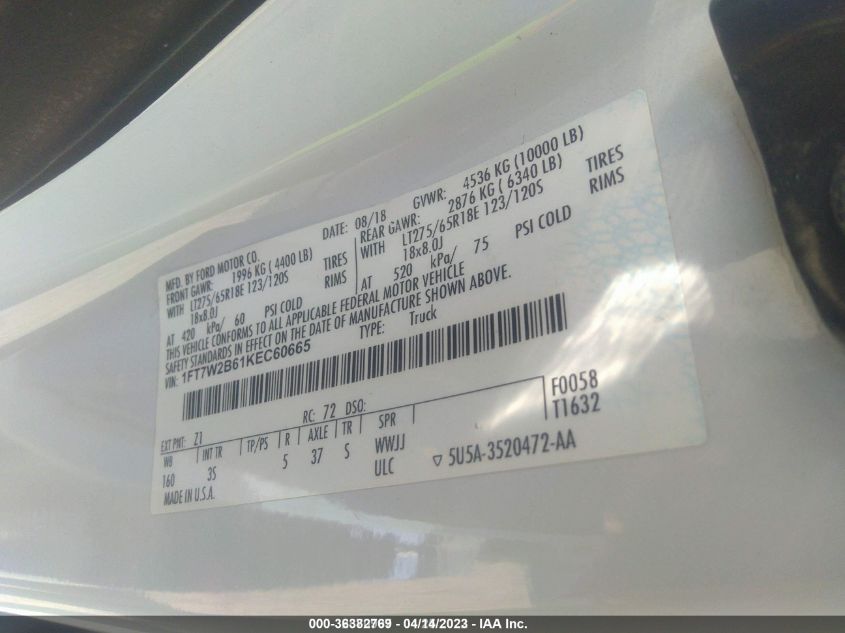 MFD. BY FORD MOTOR CO.
DATE: 08/18
GVWR: 4536 KG (10000 LB)
FRONT GAWR: 1996 KG ( 4400 LB)
REAR GAWR: 2876 KG ( 6340 LB)
WITH LT275/65R18E 123/120S TIRES
WITH LT275/65R18E 123/120S TIRES
18x8.0J RIMS
18x8.0J RIMS
AT 420 kPa/ 60 PSI COLD
AT 520 kPa/ 75 PSI COLD
THIS VEHICLE CONFORMS TO ALL APPLICABLE FEDERAL MOTOR VEHICLE
SAFETY STANDARDS IN EFFECT ON THE DATE OF MANUFACTURE SHOWN ABOVE.
VIN: 1FT7W2B61KEC60665
TYPE: Truck
F0058
T1632
EXT PNT: Z1 RC: 72 DSO:
WB INT TR TP/PS R AXLE TR SPR
160 3S 5 37 S WWJJ
ULC ▽ 5U5A-3520472-AA
MADE IN U.S.A.
000-36382769 - 04/14/2023 - IAA Inc.